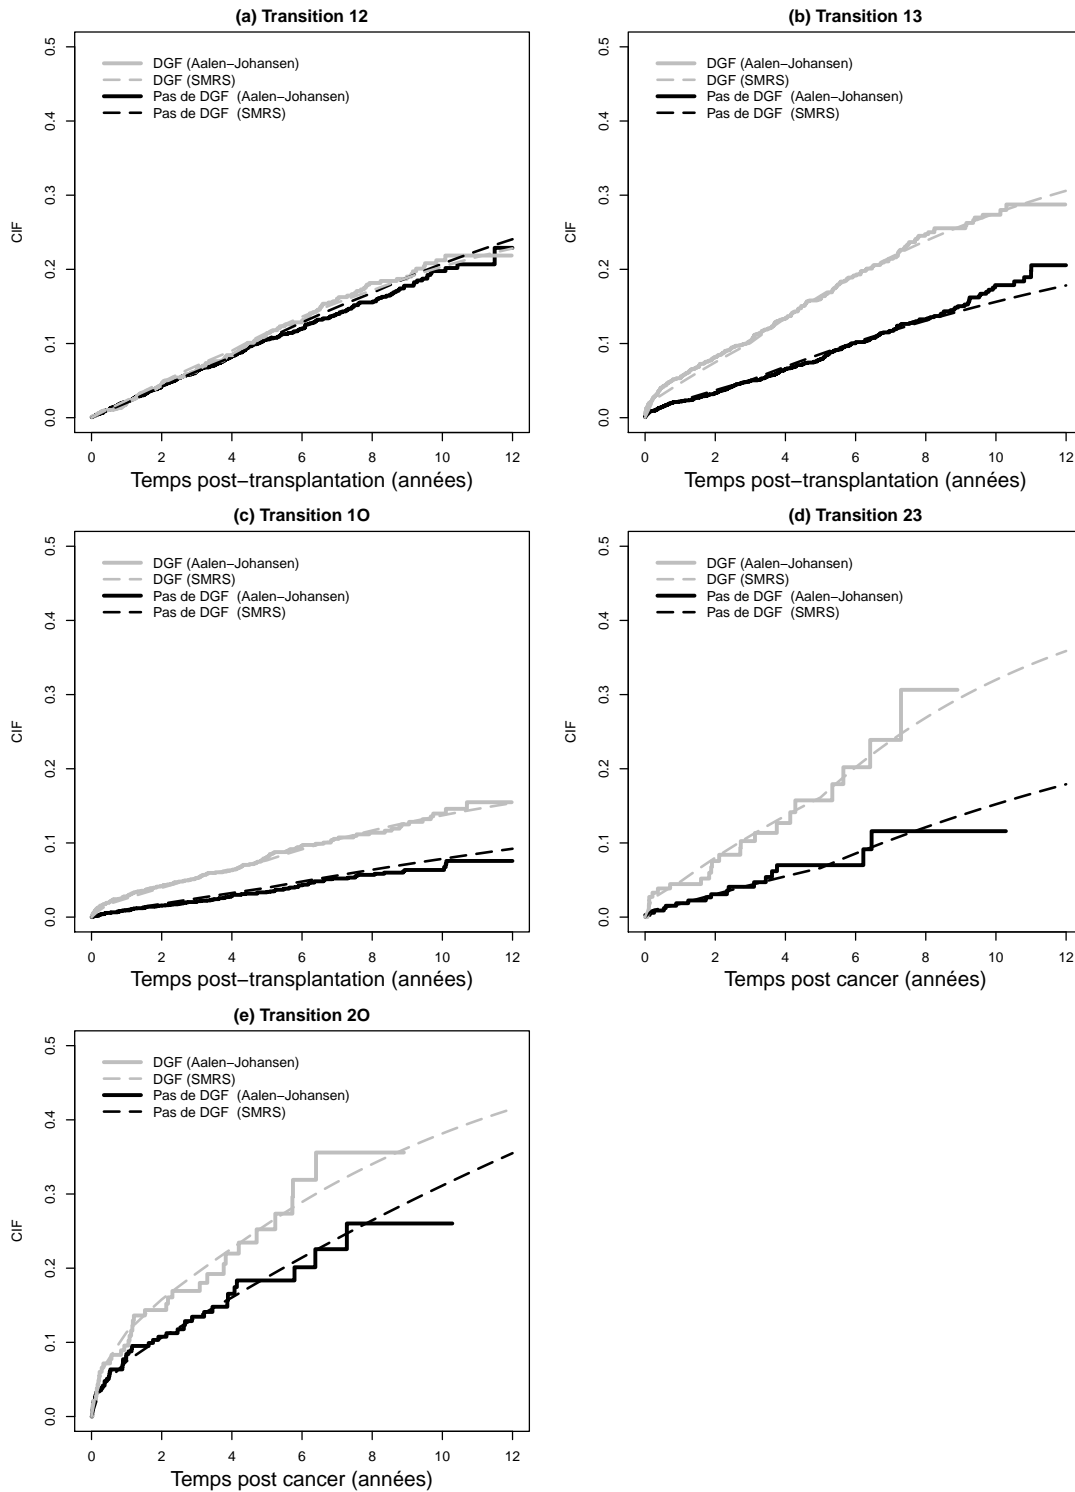 (a) Transition 12
DGF (Aalen−Johansen)
DGF (SMRS)
Pas de DGF (Aalen−Johansen)
Pas de DGF (SMRS)
CIF
0.5
0.4
0.3
0.2
0.1
0.0
0 2 4 6 8 10 12
Temps post−transplantation (années)
(b) Transition 13
DGF (Aalen−Johansen)
DGF (SMRS)
Pas de DGF (Aalen−Johansen)
Pas de DGF (SMRS)
CIF
0.5
0.4
0.3
0.2
0.1
0.0
0 2 4 6 8 10 12
Temps post−transplantation (années)
(c) Transition 1O
DGF (Aalen−Johansen)
DGF (SMRS)
Pas de DGF (Aalen−Johansen)
Pas de DGF (SMRS)
CIF
0.5
0.4
0.3
0.2
0.1
0.0
0 2 4 6 8 10 12
Temps post−transplantation (années)
(d) Transition 23
DGF (Aalen−Johansen)
DGF (SMRS)
Pas de DGF (Aalen−Johansen)
Pas de DGF (SMRS)
CIF
0.5
0.4
0.3
0.2
0.1
0.0
0 2 4 6 8 10 12
Temps post cancer (années)
(e) Transition 2O
DGF (Aalen−Johansen)
DGF (SMRS)
Pas de DGF (Aalen−Johansen)
Pas de DGF (SMRS)
CIF
0.5
0.4
0.3
0.2
0.1
0.0
0 2 4 6 8 10 12
Temps post cancer (années)